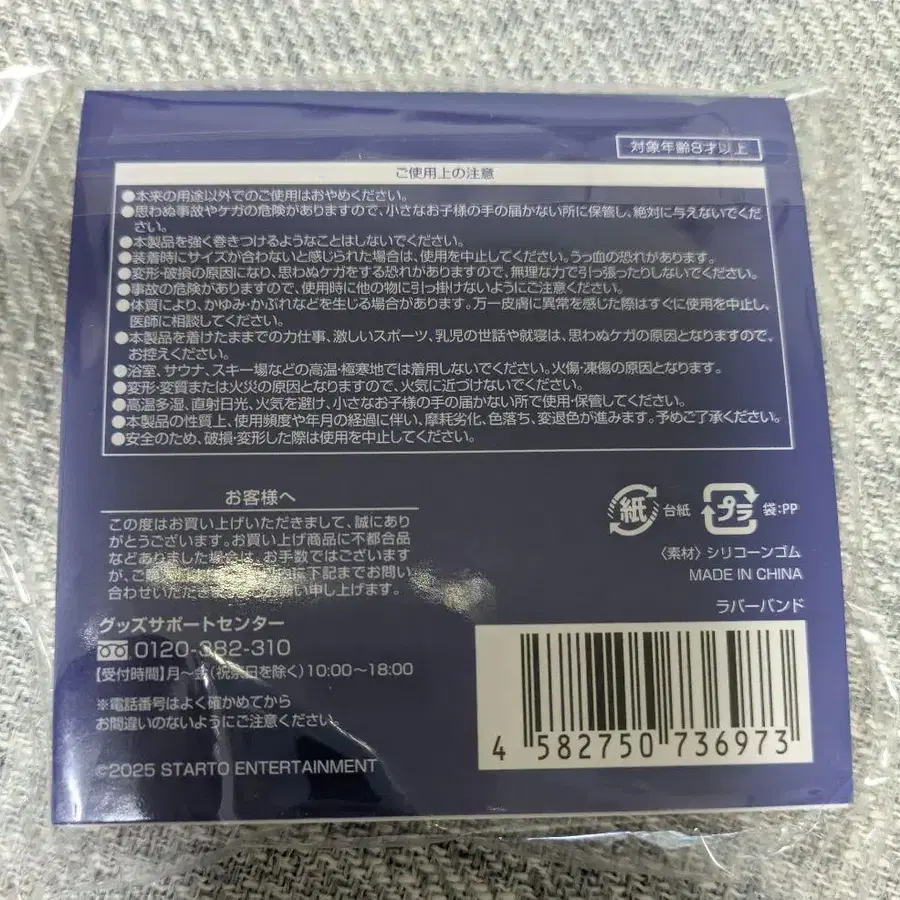 対象年齢8才以上
ご使用上の注意
●本来の用途以外でのご使用はおやめください。
●思わぬ事故やケガの危険がありますので、小さなお子様の手の届かない所に保管し、絶対に与えないでくだ
さい。
●本製品を強く巻きつけるようなことはしないでください。
●装着時にサイズが合わないと感じられた場合は、使用を中止してください。うっ血の恐れがあります。
●変形・破損の原因になり、思わぬケガをする恐れがありますので、無理な力で引っ張ったりしないでください。
●事故の危険がありますので、使用時に他の物に引っ掛けないようにご注意ください。
●体質により、かゆみ・かぶれなどを生じる場合があります。万一皮膚に異常を感じた際はすぐに使用を中止し、
医師に相談してください。
●本製品を着けたままでの力仕事、激しいスポーツ、乳児の世話や就寝は、思わぬケガの原因となりますので、
お控えください。
●浴室、サウナ、スキー場などの高温・極寒地では着用しないでください。火傷・凍傷の原因となります。
●変形・変質または火災の原因となりますので、火気に近づけないでください。
●高温多湿、直射日光、火気を避け、小さなお子様の手の届かない所で使用・保管してください。
●本製品の性質上、使用頻度や年月の経過に伴い、摩耗劣化、色落ち、変退色が進みます。予めご了承ください。
●安全のため、破損・変形した際は使用を中止してください。
お客様へ
この度はお買い上げいただきまして、誠にあり
がとうございます。お買い上げ商品に不都合品
などありました場合は、お手数ではございます
が、ご 下記までお問い
合わせいただき お願い申し上げます。
グッズサポートセンター
0120-382-310
【受付時間】月〜金(祝祭日を除く)10:00〜18:00
※電話番号はよく確かめてから
お間違いのないようにご注意ください。
©2025 STARTO ENTERTAINMENT
紙 台紙 プラ 袋:PP
〈素材〉シリコーンゴム
MADE IN CHINA
ラバーバンド
4 582750 736973